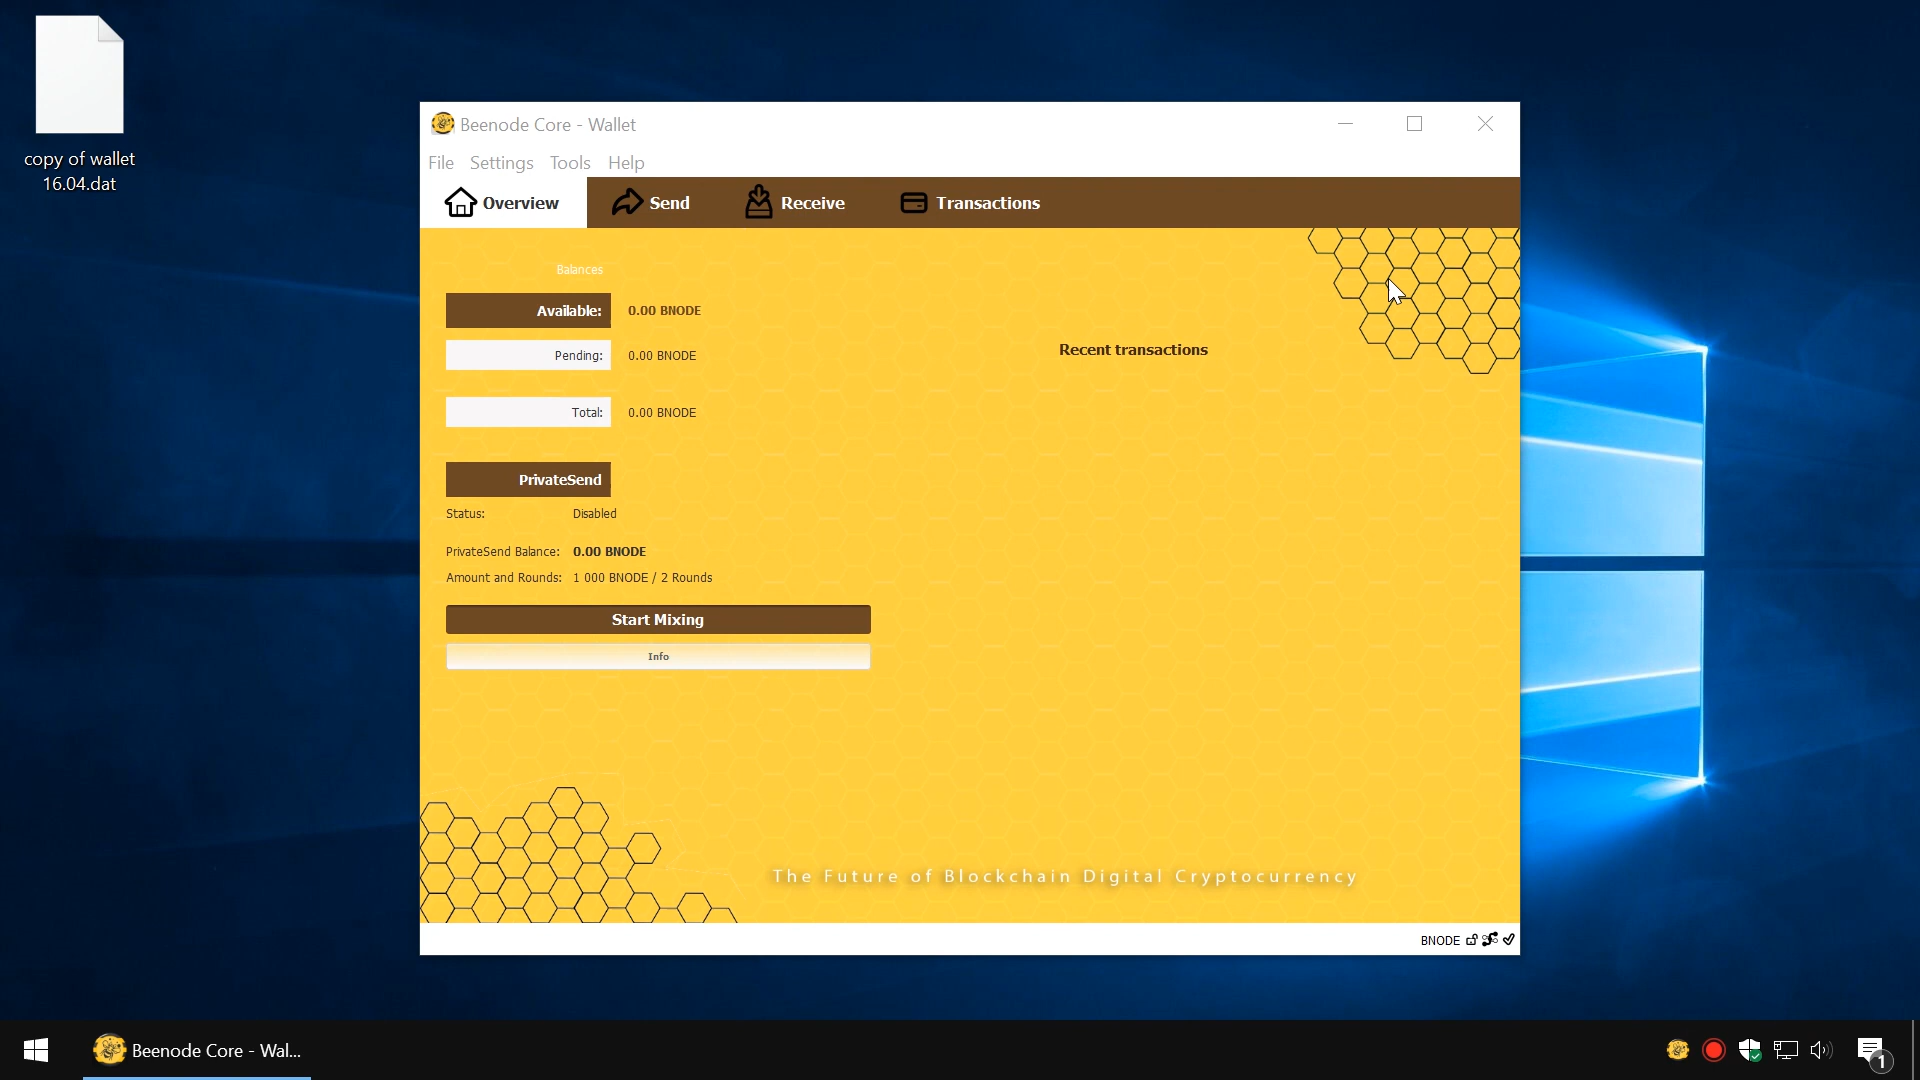 copy of wallet
16.04.dat
Beenode Core - Wallet
File Settings Tools Help
Overview Send Receive Transactions
Balances
Available: 0.00 BNODE
Pending: 0.00 BNODE
Total: 0.00 BNODE
Recent transactions
PrivateSend
Status: Disabled
PrivateSend Balance: 0.00 BNODE
Amount and Rounds: 1 000 BNODE / 2 Rounds
Start Mixing
Info
The Future of Blockchain Digital Cryptocurrency
BNODE
Beenode Core - Wal...
1